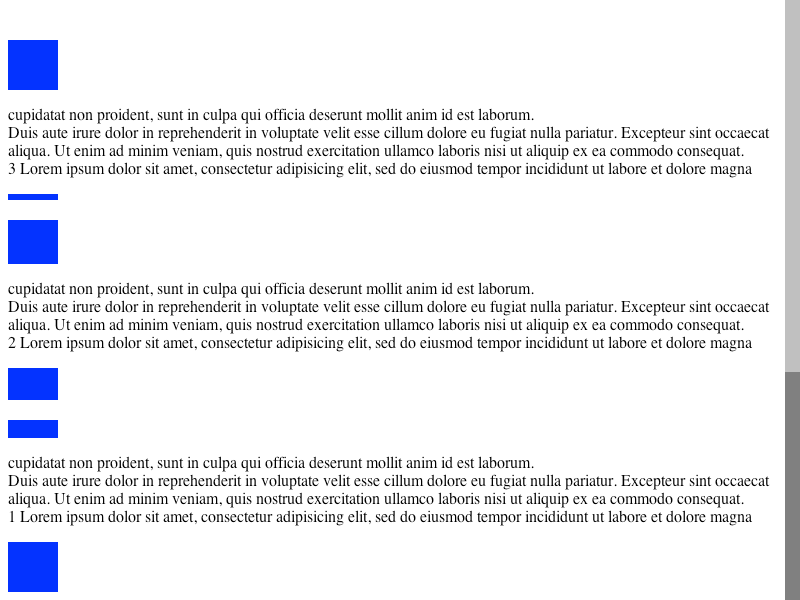 cupidatat non proident, sunt in culpa qui officia deserunt mollit anim id est laborum.
Duis aute irure dolor in reprehenderit in voluptate velit esse cillum dolore eu fugiat nulla pariatur. Excepteur sint occaecat
aliqua. Ut enim ad minim veniam, quis nostrud exercitation ullamco laboris nisi ut aliquip ex ea commodo consequat.
3 Lorem ipsum dolor sit amet, consectetur adipisicing elit, sed do eiusmod tempor incididunt ut labore et dolore magna
cupidatat non proident, sunt in culpa qui officia deserunt mollit anim id est laborum.
Duis aute irure dolor in reprehenderit in voluptate velit esse cillum dolore eu fugiat nulla pariatur. Excepteur sint occaecat
aliqua. Ut enim ad minim veniam, quis nostrud exercitation ullamco laboris nisi ut aliquip ex ea commodo consequat.
2 Lorem ipsum dolor sit amet, consectetur adipisicing elit, sed do eiusmod tempor incididunt ut labore et dolore magna
cupidatat non proident, sunt in culpa qui officia deserunt mollit anim id est laborum.
Duis aute irure dolor in reprehenderit in voluptate velit esse cillum dolore eu fugiat nulla pariatur. Excepteur sint occaecat
aliqua. Ut enim ad minim veniam, quis nostrud exercitation ullamco laboris nisi ut aliquip ex ea commodo consequat.
1 Lorem ipsum dolor sit amet, consectetur adipisicing elit, sed do eiusmod tempor incididunt ut labore et dolore magna